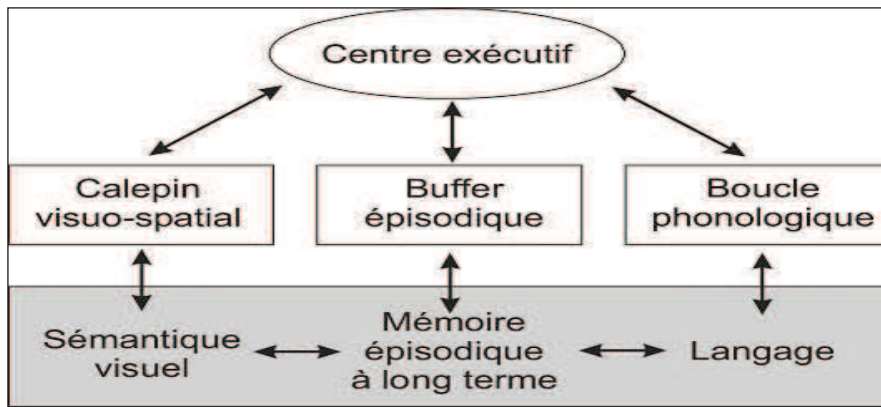 Centre exécutif
Calepin
visuo-spatial
Buffer
épisodique
Boucle
phonologique
Sémantique
visuel
Mémoire
épisodique
à long terme
Langage